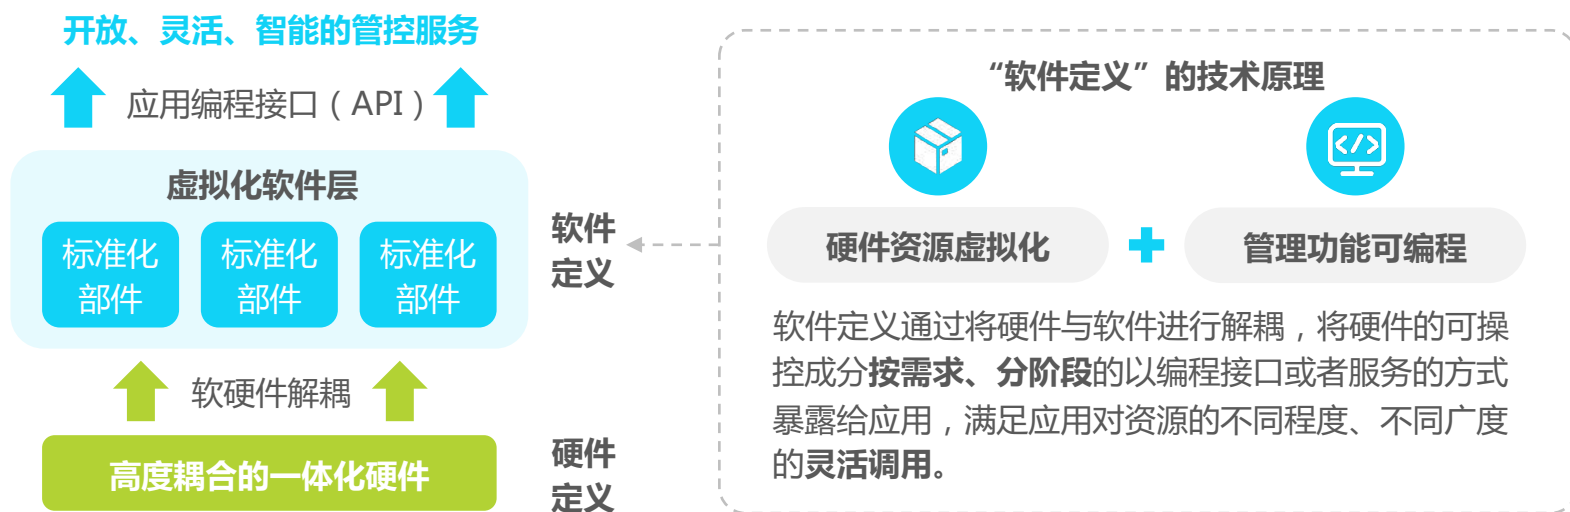 开放、灵活、智能的管控服务
应用编程接口（API）
虚拟化软件层
标准化
部件
标准化
部件
标准化
部件
软件
定义
软硬件解耦
高度耦合的一体化硬件
硬件
定义
“软件定义”的技术原理
</>
硬件资源虚拟化
管理功能可编程
软件定义通过将硬件与软件进行解耦，将硬件的可操
控成分按需求、分阶段的以编程接口或者服务的方式
暴露给应用，满足应用对资源的不同程度、不同广度
的灵活调用。